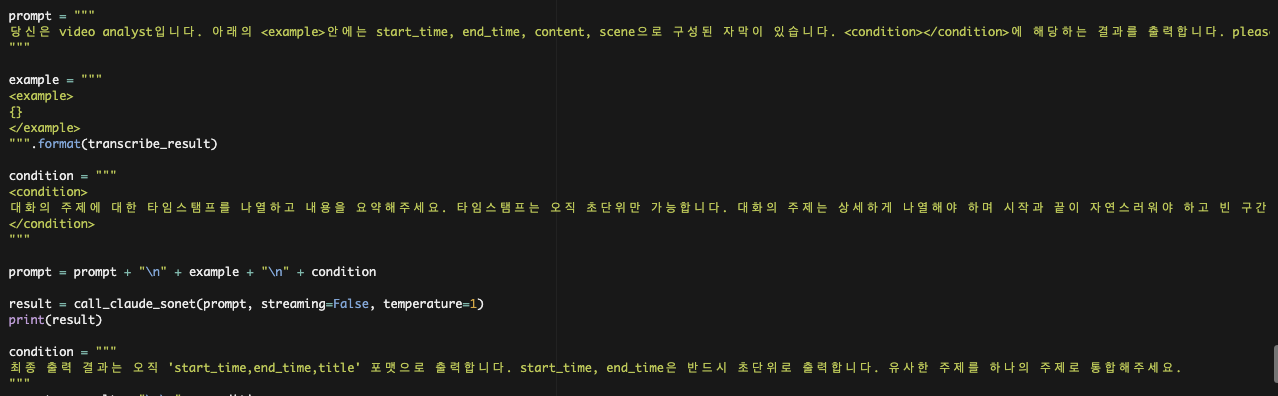 prompt = """
당신은 video analyst입니다. 아래의 <example>안에는 start_time, end_time, content, scene으로 구성된 자막이 있습니다. <condition></condition>에 해당하는 결과를 출력합니다. please
"""
example = """
<example>
{}
</example>
""".format(transcribe_result)
condition = """
<condition>
대화의 주제에 대한 타임스탬프를 나열하고 내용을 요약해주세요. 타임스탬프는 오직 초단위만 가능합니다. 대화의 주제는 상세하게 나열해야 하며 시작과 끝이 자연스러워야 하고 빈 구간
</condition>
"""
prompt = prompt + "\n" + example + "\n" + condition
result = call_claude_sonet(prompt, streaming=False, temperature=1)
print(result)
condition = """
최종 출력 결과는 오직 'start_time,end_time,title' 포맷으로 출력합니다. start_time, end_time은 반드시 초단위로 출력합니다. 유사한 주제를 하나의 주제로 통합해주세요.
"""